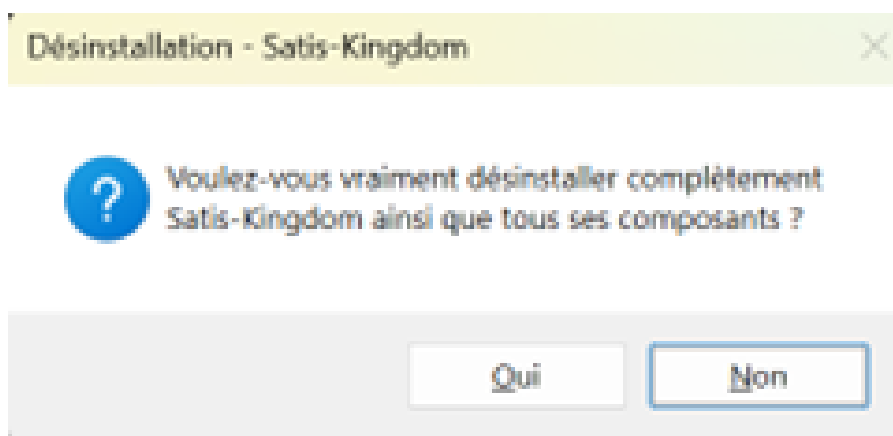 Désinstallation - Satis-Kingdom
Voulez-vous vraiment désinstaller complètement
Satis-Kingdom ainsi que tous ses composants ?
Oui
Non